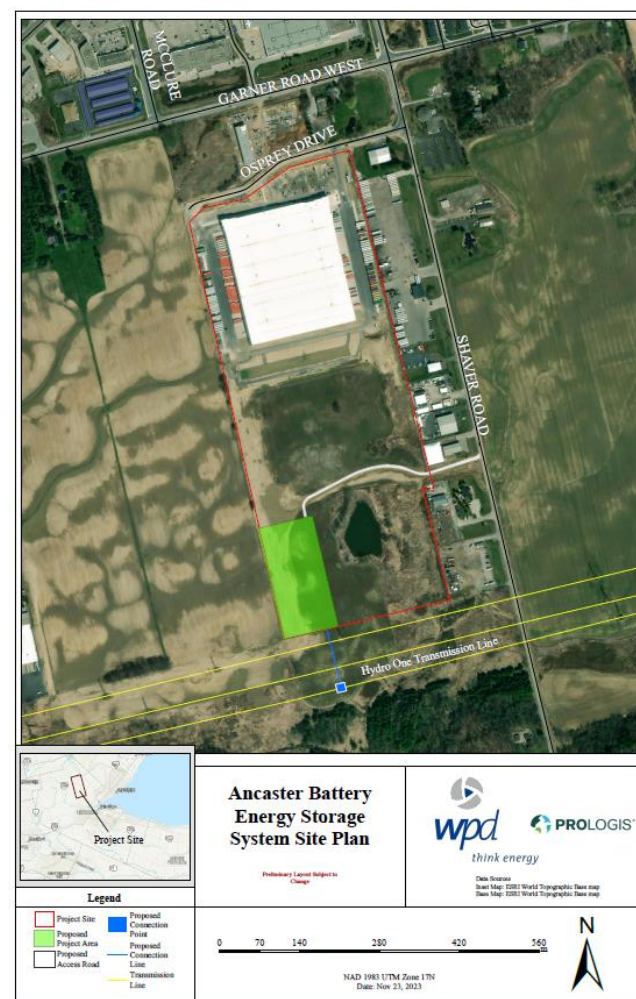 MCCLURE
ROAD
GARNER ROAD WEST
OSPREY DRIVE
SHAVER ROAD
Hydro One Transmission Line
Project Site
Legend
Project Site
Proposed
Project Area
Proposed
Access Road
Proposed
Connection
Point
Proposed
Connection
Line
Transmission
Line
Ancaster Battery
Energy Storage
System Site Plan
Preliminary Layout Subject to
Change
wpd
think energy
PROLOGIS
Data Sources
Inset Map: ESRI World Topographic Base map
Base Map: ESRI World Topographic Base map
0 70 140 280 420 560
m
NAD 1983 UTM Zone 17N
Date: Nov 23, 2023
N